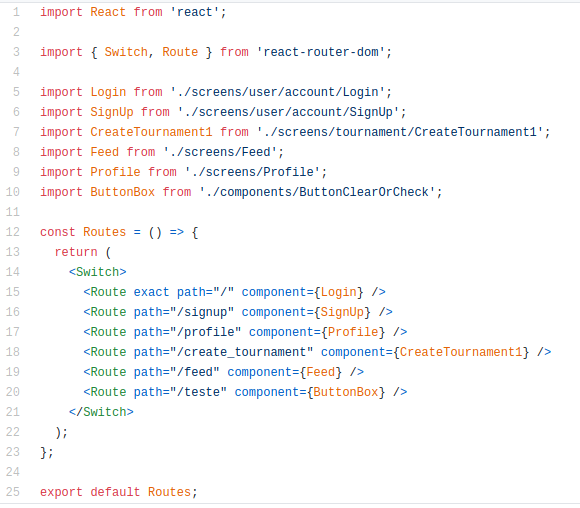 1 import React from 'react';
2
3 import { Switch, Route } from 'react-router-dom';
4
5 import Login from './screens/user/account/Login';
6 import SignUp from './screens/user/account/SignUp';
7 import CreateTournament1 from './screens/tournament/CreateTournament1';
8 import Feed from './screens/Feed';
9 import Profile from './screens/Profile';
10 import ButtonBox from './components/ButtonClearOrCheck';
11
12 const Routes = () => {
13   return (
14     <Switch>
15       <Route exact path="/" component={Login} />
16       <Route path="/signup" component={SignUp} />
17       <Route path="/profile" component={Profile} />
18       <Route path="/create_tournament" component={CreateTournament1} />
19       <Route path="/feed" component={Feed} />
20       <Route path="/teste" component={ButtonBox} />
21     </Switch>
22   );
23 };
24
25 export default Routes;